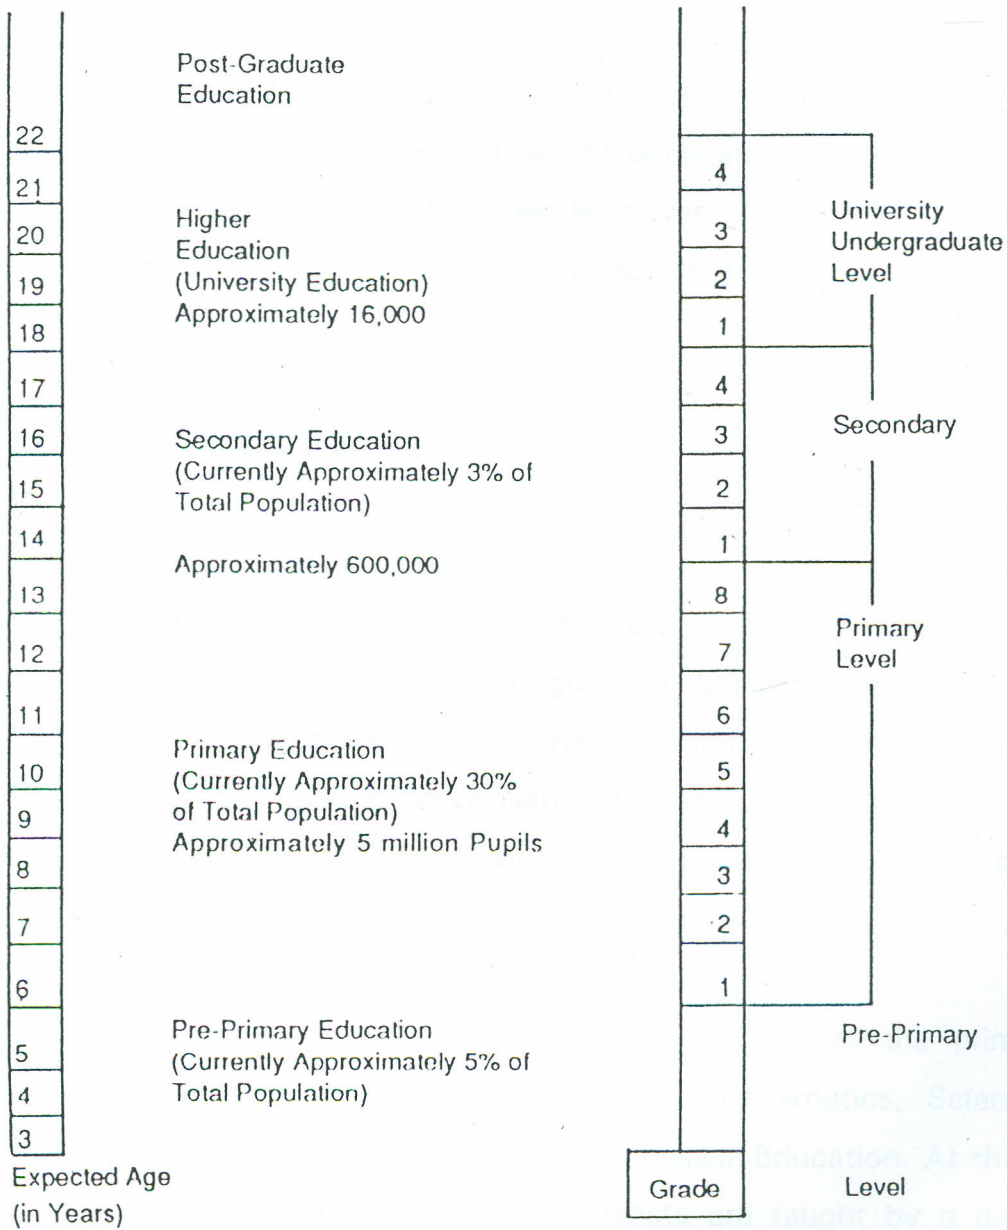 Post-Graduate
Education
22
21
20
19
18
17
16
15
14
13
12
11
10
9
8
7
6
5
4
3
Higher
Education
(University Education)
Approximately 16,000
Secondary Education
(Currently Approximately 3% of
Total Population)
Approximately 600,000
Primary Education
(Currently Approximately 30%
of Total Population)
Approximately 5 million Pupils
Pre-Primary Education
(Currently Approximately 5% of
Total Population)
4
3
2
1
4
3
2
1
8
7
6
5
4
3
2
1
University
Undergraduate
Level
Secondary
Primary
Level
Pre-Primary
Expected Age
(in Years)
Grade
Level